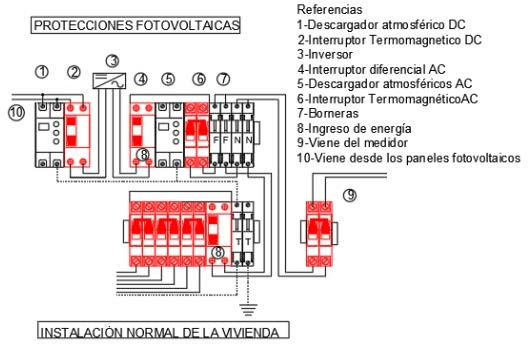 PROTECCIONES FOTOVOLTAICAS
Referencias
1-Descargador atmosférico DC
2-Interruptor Termomagnetico DC
3-Inversor
4-Interruptor diferencial AC
5-Descargador atmosféricos AC
6-Interruptor TermomagnéticoAC
7-Borneras
8-Ingreso de energía
9-Viene del medidor
10-Viene desde los paneles fotovoltaicos
1
2
3
4
5
6
7
10
F F N N
8
9
8
T T
INSTALACIÓN NORMAL DE LA VIVIENDA